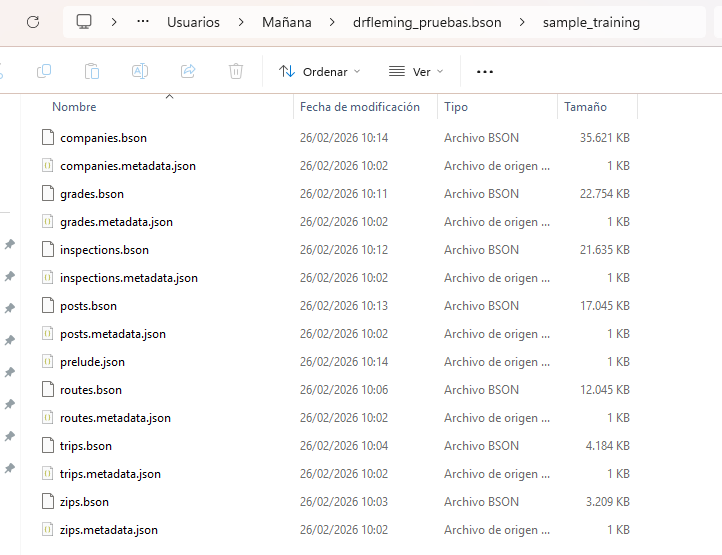 Usuarios > Mañana > drfleming_pruebas.bson > sample_training
Ordenar Ver
Nombre Fecha de modificación Tipo Tamaño
companies.bson 26/02/2026 10:14 Archivo BSON 35.621 KB
companies.metadata.json 26/02/2026 10:02 Archivo de origen ... 1 KB
grades.bson 26/02/2026 10:11 Archivo BSON 22.754 KB
grades.metadata.json 26/02/2026 10:02 Archivo de origen ... 1 KB
inspections.bson 26/02/2026 10:12 Archivo BSON 21.635 KB
inspections.metadata.json 26/02/2026 10:02 Archivo de origen ... 1 KB
posts.bson 26/02/2026 10:13 Archivo BSON 17.045 KB
posts.metadata.json 26/02/2026 10:02 Archivo de origen ... 1 KB
prelude.json 26/02/2026 10:14 Archivo de origen ... 1 KB
routes.bson 26/02/2026 10:06 Archivo BSON 12.045 KB
routes.metadata.json 26/02/2026 10:02 Archivo de origen ... 1 KB
trips.bson 26/02/2026 10:04 Archivo BSON 4.184 KB
trips.metadata.json 26/02/2026 10:02 Archivo de origen ... 1 KB
zips.bson 26/02/2026 10:03 Archivo BSON 3.209 KB
zips.metadata.json 26/02/2026 10:02 Archivo de origen ... 1 KB